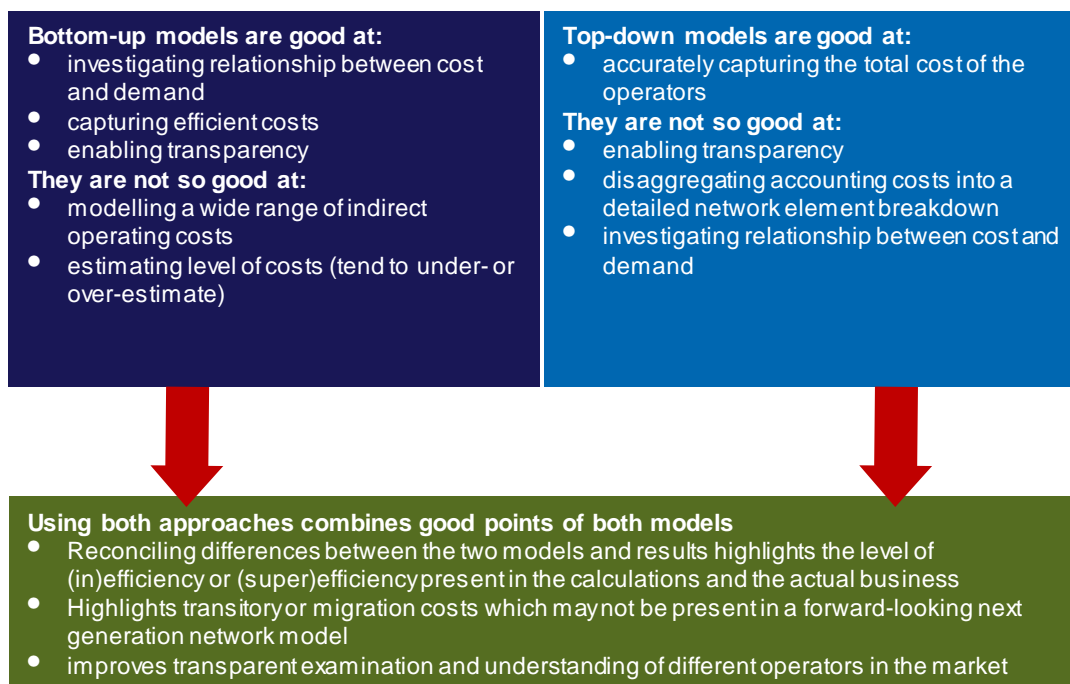 Bottom-up models are good at:
• investigating relationship between cost
and demand
• capturing efficient costs
• enabling transparency
They are not so good at:
• modelling a wide range of indirect
operating costs
• estimating level of costs (tend to under- or
over-estimate)
Top-down models are good at:
• accurately capturing the total cost of the
operators
They are not so good at:
• enabling transparency
• disaggregating accounting costs into a
detailed network element breakdown
• investigating relationship between cost and
demand
Using both approaches combines good points of both models
• Reconciling differences between the two models and results highlights the level of
(in)efficiency or (super)efficiency present in the calculations and the actual business
• Highlights transitory or migration costs which may not be present in a forward-looking next
generation network model
• improves transparent examination and understanding of different operators in the market